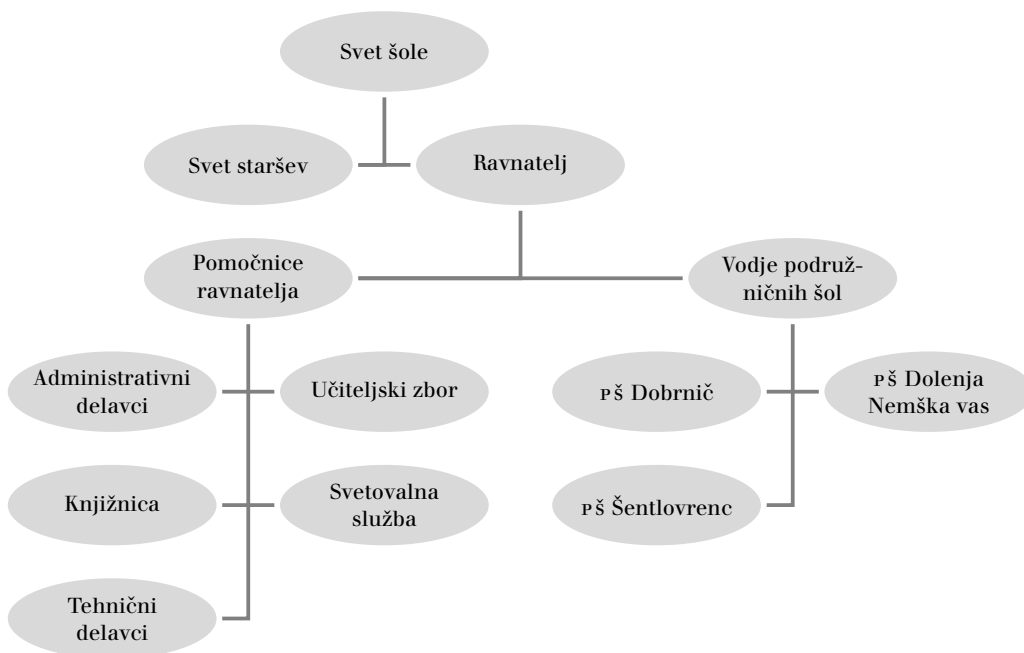 Svet šole
Svet staršev
Ravnatelj
Pomočnice
ravnatelja
Vodje podruž-
ničnih šol
Administrativni
delavci
Učiteljski zbor
PŠ Dobrnič
PŠ Dolenja
Nemška vas
Knjižnica
Svetovalna
služba
PŠ Šentlovrenc
Tehnični
delavci